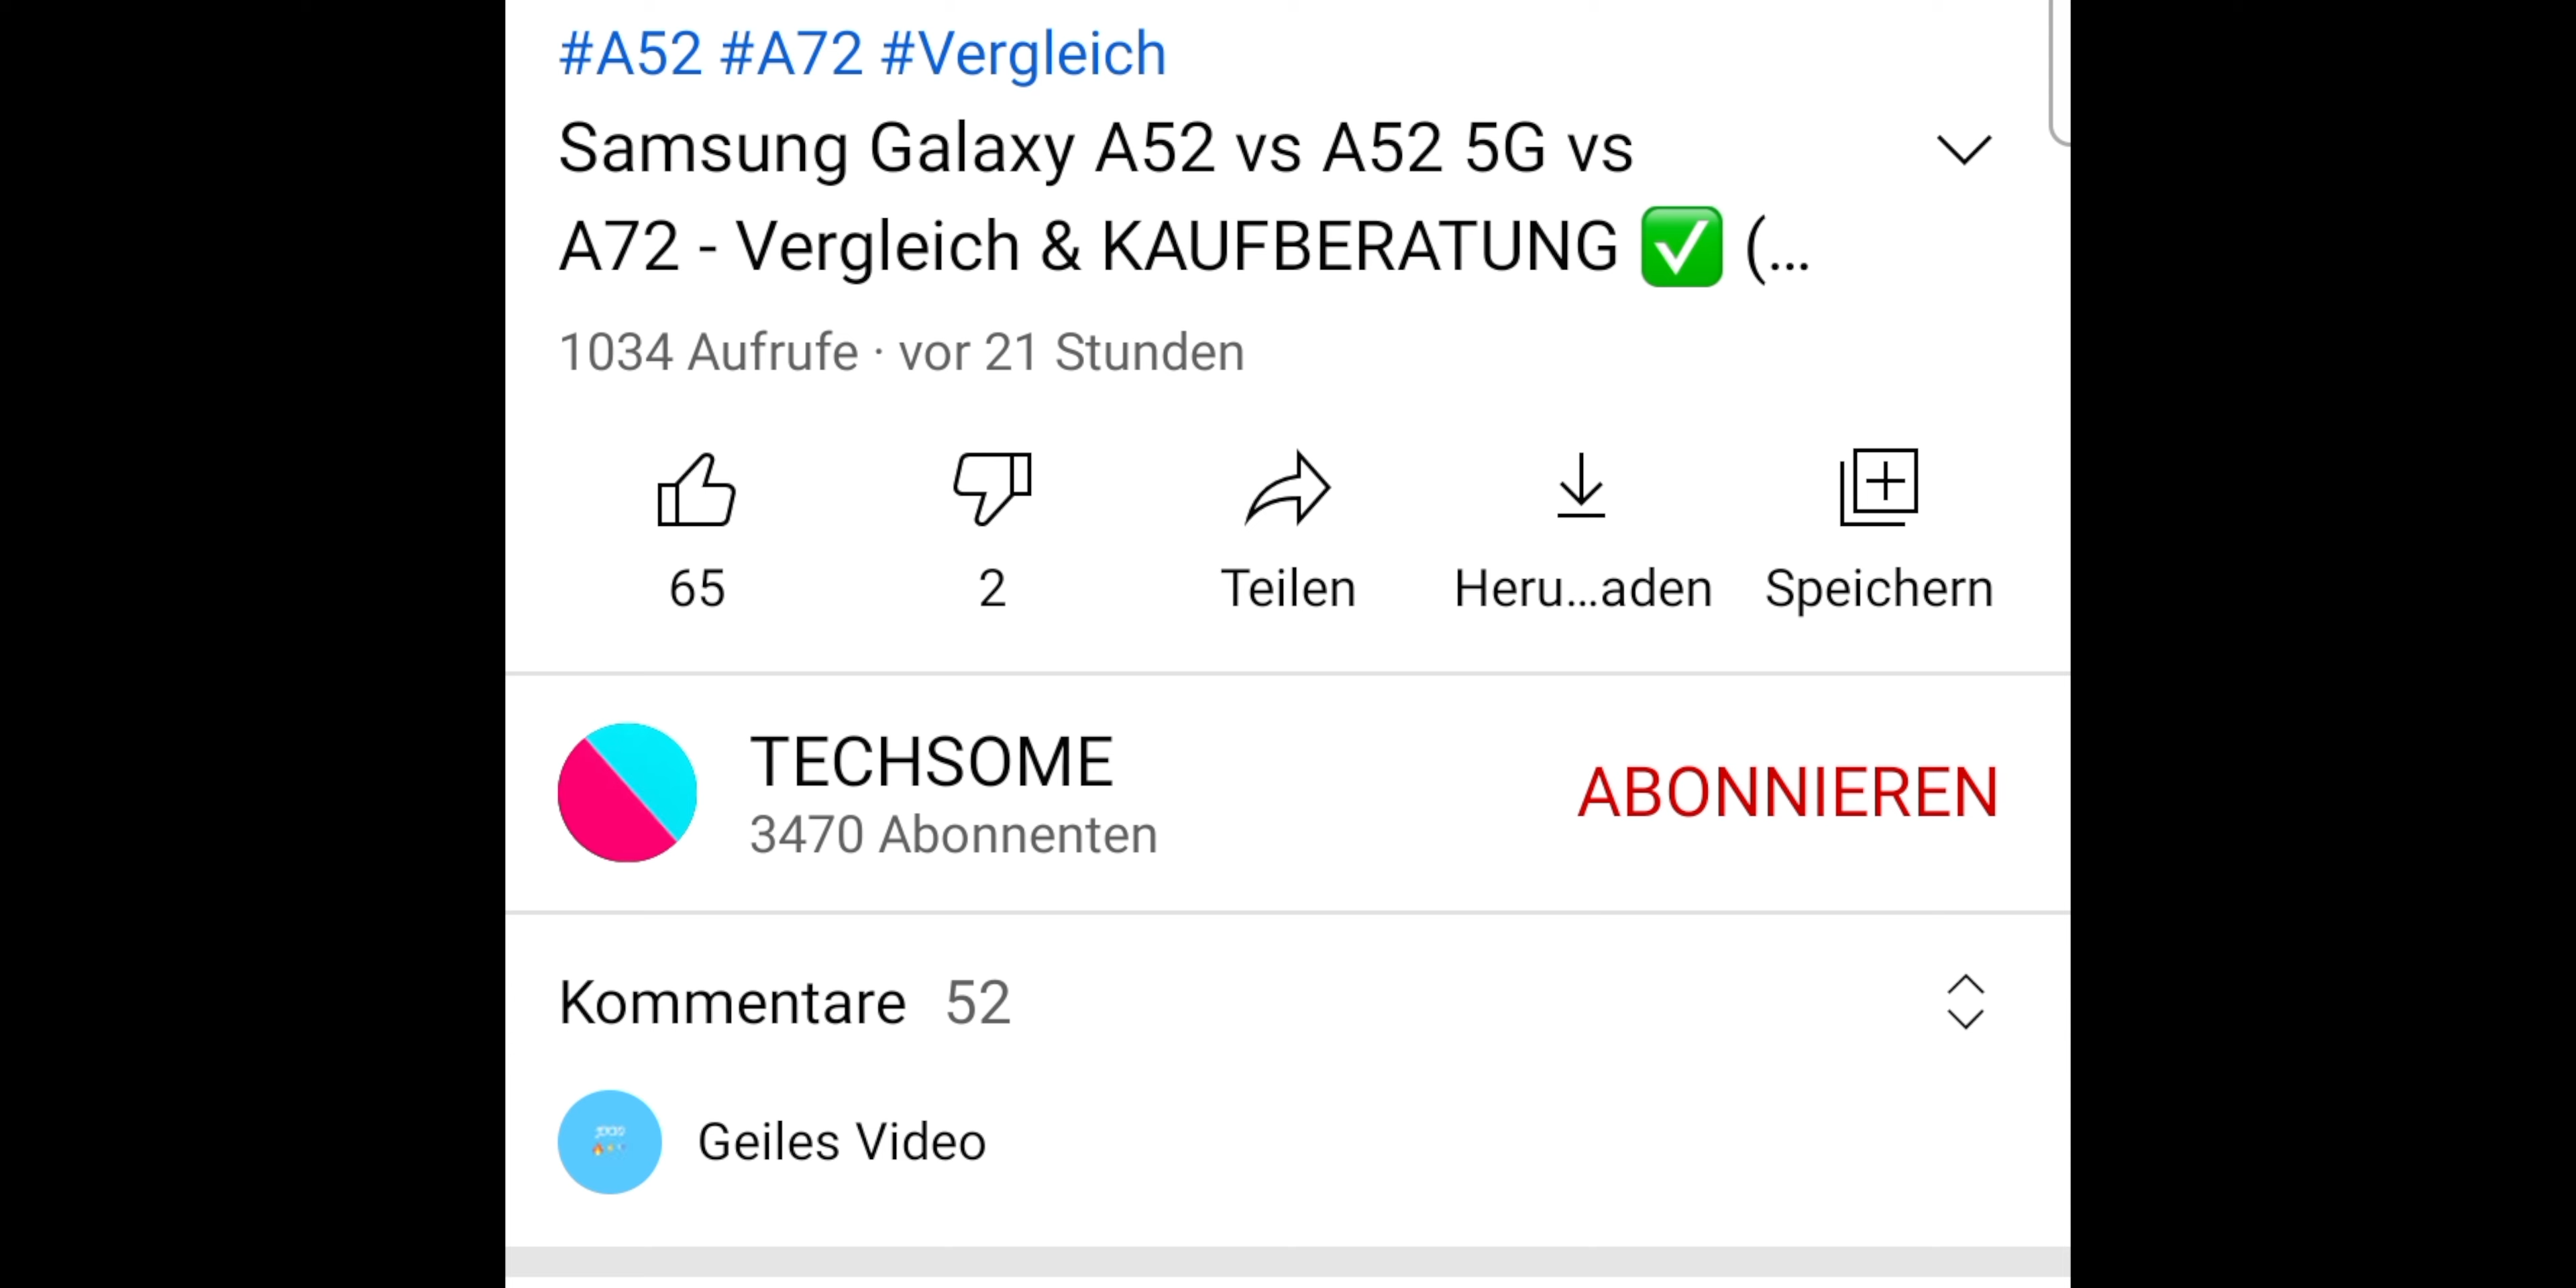 #A52 #A72 #Vergleich
Samsung Galaxy A52 vs A52 5G vs
A72 - Vergleich & KAUFBERATUNG ✅ (...
1034 Aufrufe · vor 21 Stunden
65 2 Teilen Heru...aden Speichern
TECHSOME
3470 Abonnenten
ABONNIEREN
Kommentare 52
Geiles Video